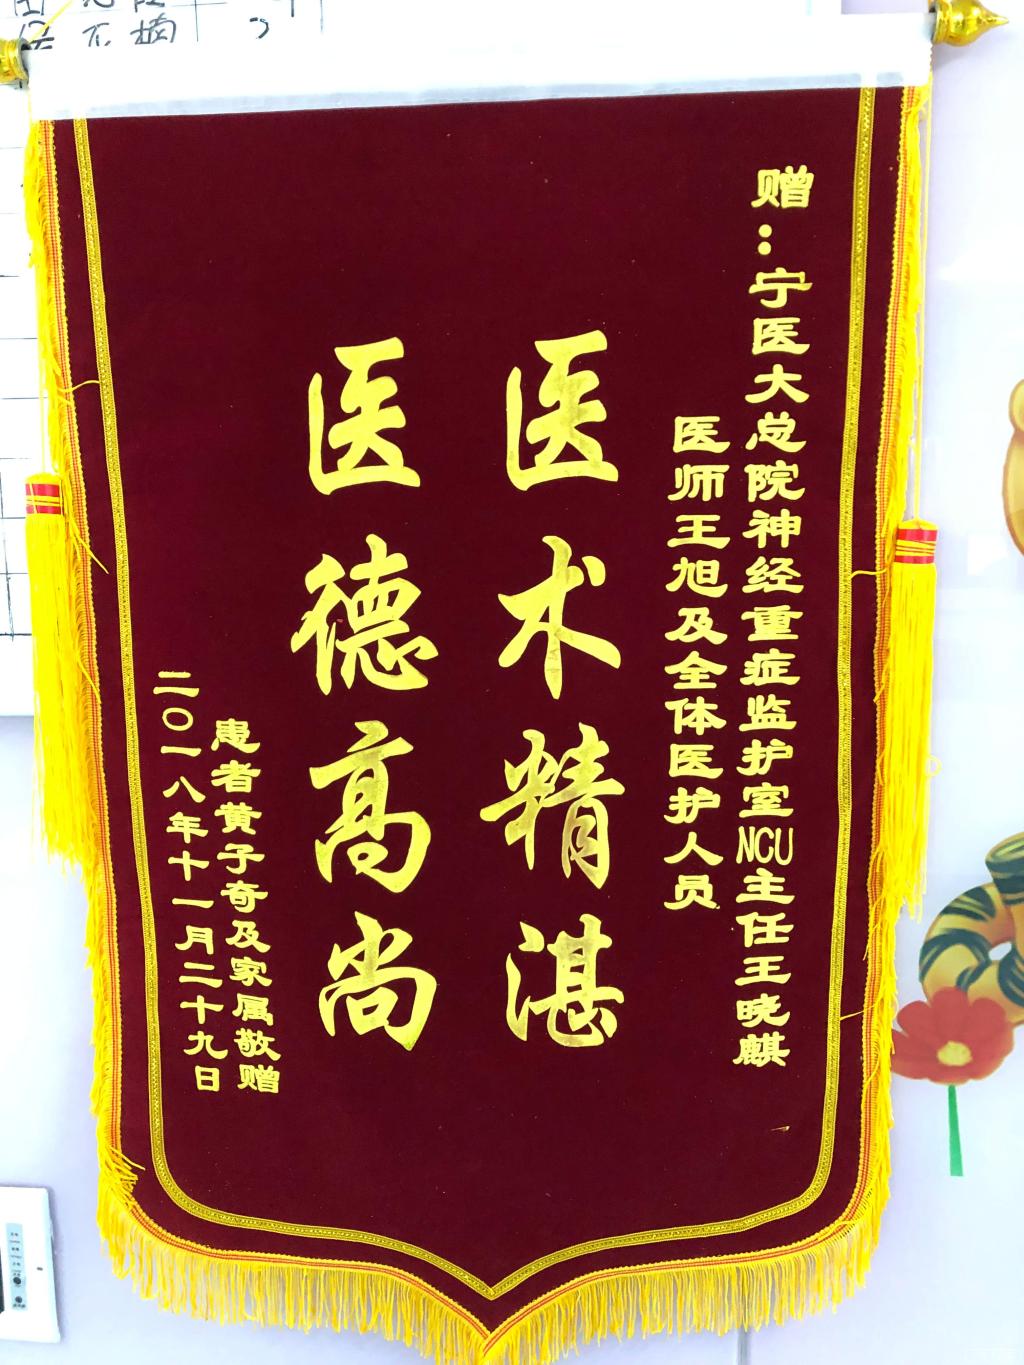 赠：宁医大总院神经重症监护室NCU主任王晓麒
医师王旭及全体医护人员
医术精湛
医德高尚
患者黄子奇及家属敬赠
二〇一八年十一月二十九日